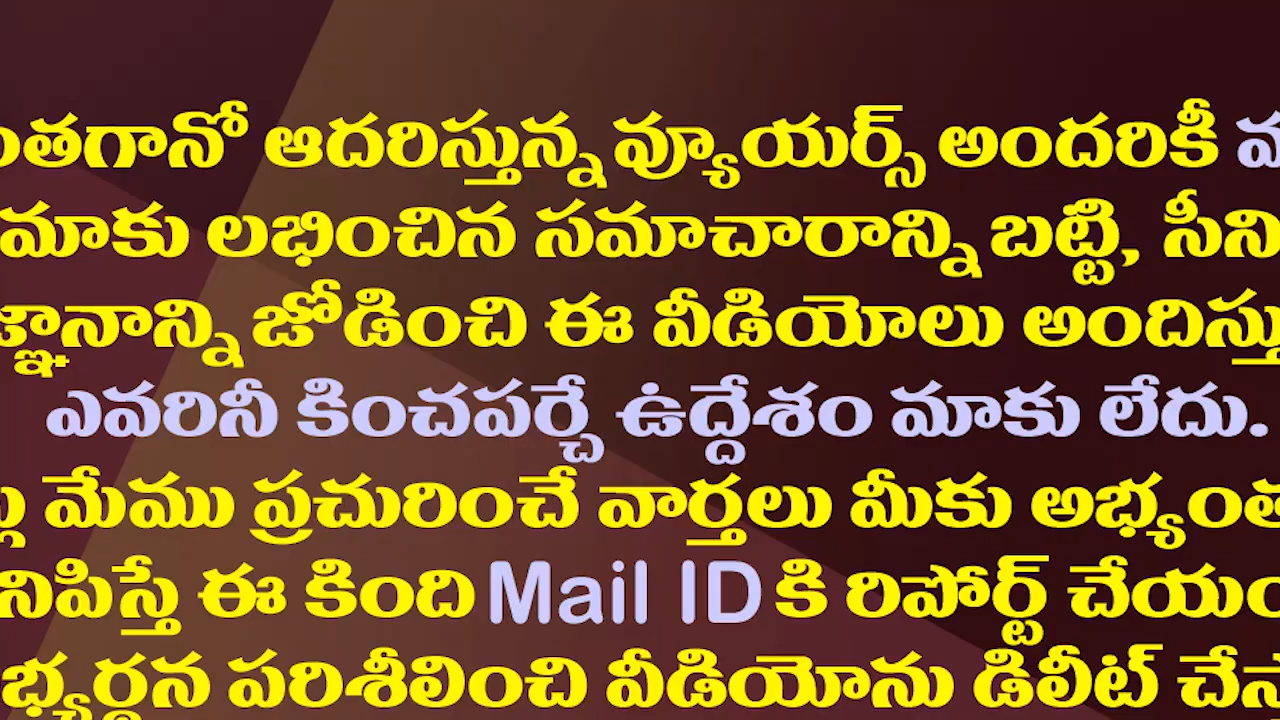 ఆదరిస్తున్న వ్యూయర్స్ అందరికీ
మాకు లభించిన సమాచారాన్ని బట్టి,
జోడించి ఈ వీడియోలు
ఎవరినీ కించపర్చే ఉద్దేశం మాకు లేదు.
మేము ప్రచురించే వార్తలు మీకు
ఈ కింది Mail ID కి రిపోర్ట్
పరిశీలించి వీడియోను డిలీట్